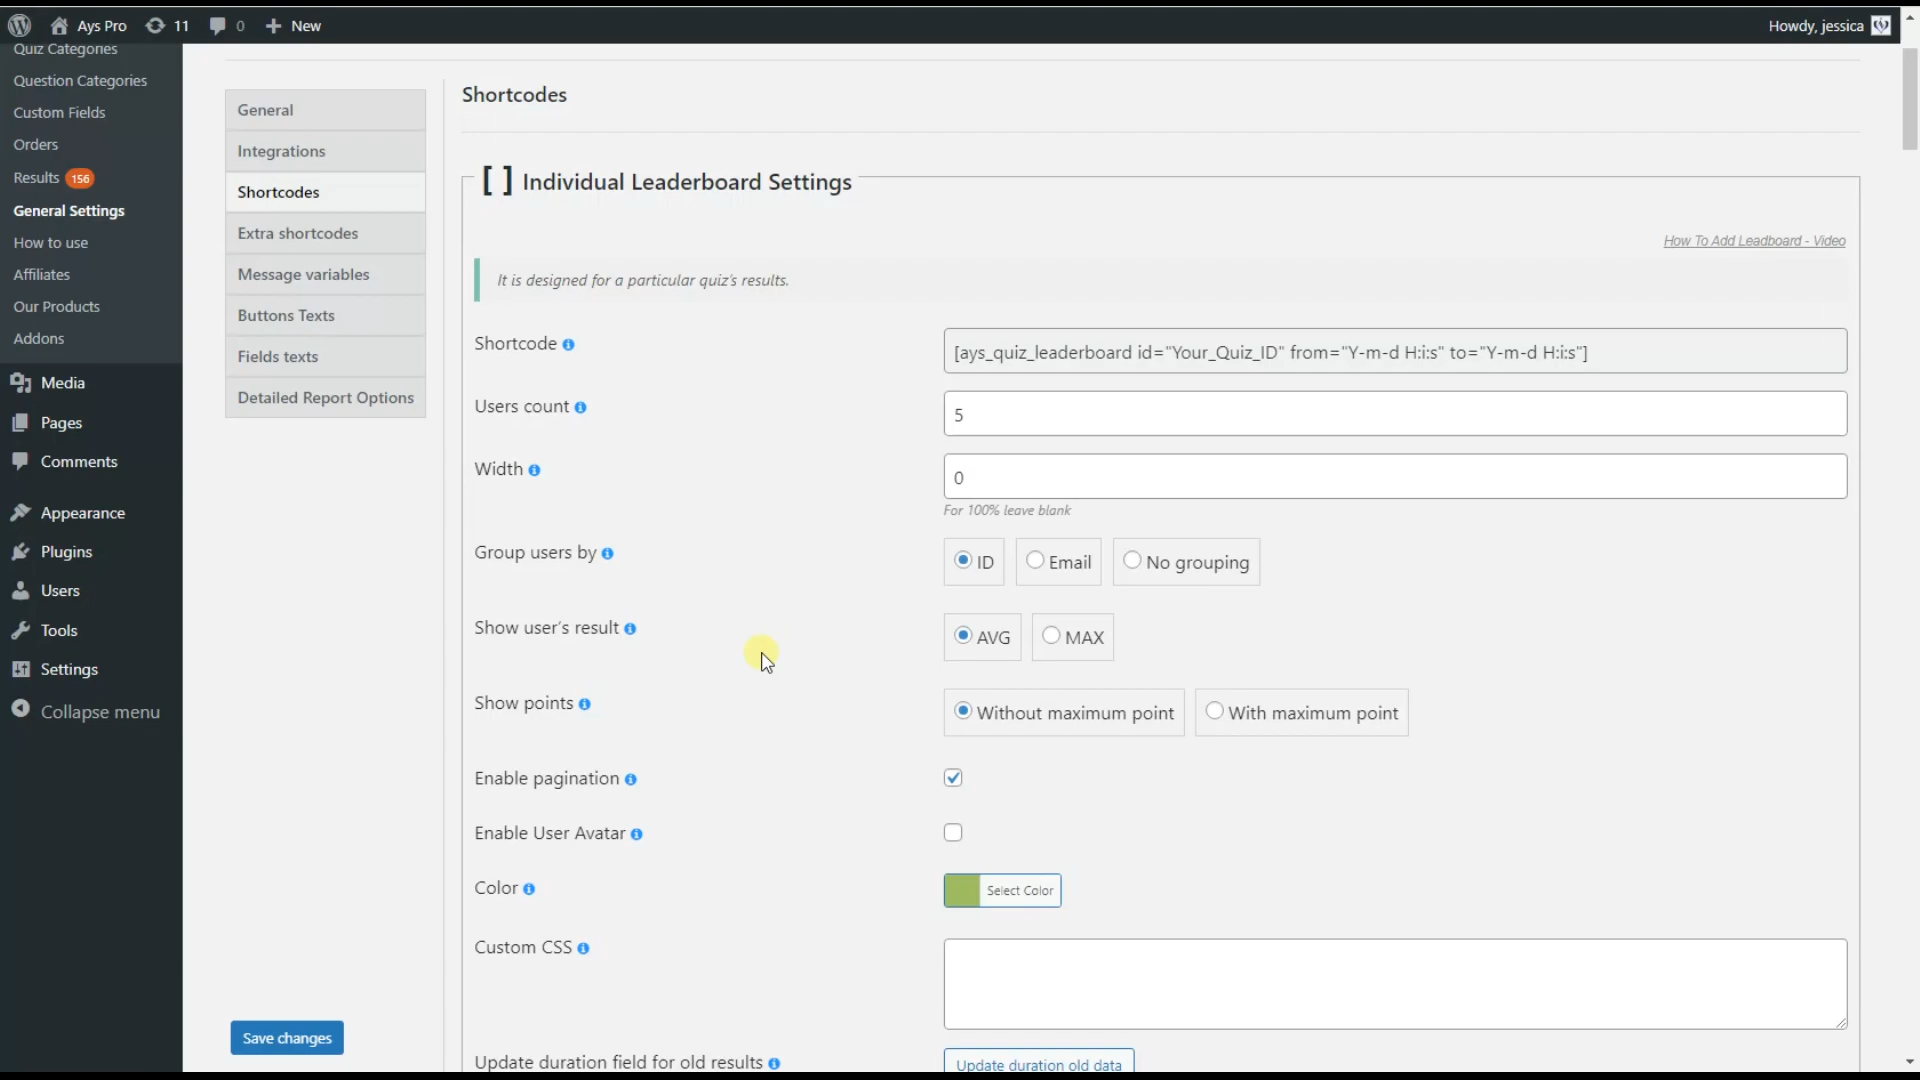 Ays Pro 11 0 New Howdy, jessica
Quiz Categories
Question Categories
Custom Fields
Orders
Results 156
General Settings
How to use
Affiliates
Our Products
Addons
Media
Pages
Comments
Appearance
Plugins
Users
Tools
Settings
Collapse menu
General
Integrations
Shortcodes
Extra shortcodes
Message variables
Buttons Texts
Fields texts
Detailed Report Options
Save changes
Shortcodes
[ ] Individual Leaderboard Settings
How To Add Leadboard - Video
It is designed for a particular quiz's results.
Shortcode [ays_quiz_leaderboard id="Your_Quiz_ID" from="Y-m-d H:i:s" to="Y-m-d H:i:s"]
Users count 5
Width 0
For 100% leave blank
Group users by ID Email No grouping
Show user's result AVG MAX
Show points Without maximum point With maximum point
Enable pagination
Enable User Avatar
Color Select Color
Custom CSS
Update duration field for old results Update duration old data